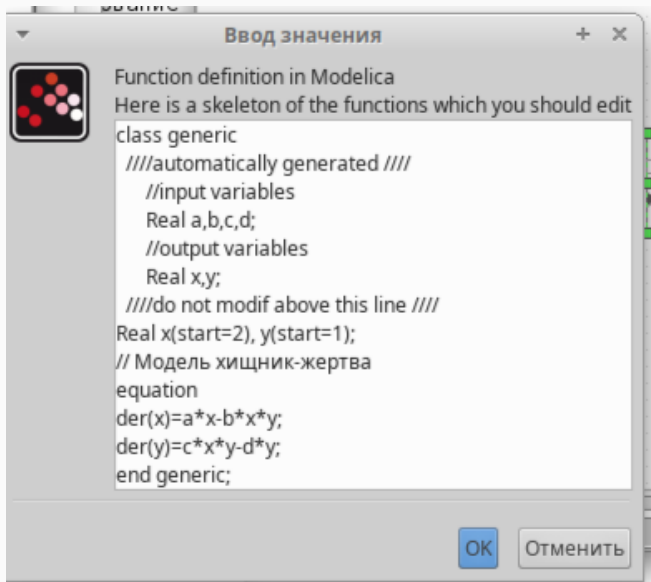 Ввод значения
Function definition in Modelica
Here is a skeleton of the functions which you should edit
class generic
////automatically generated ////
//input variables
Real a,b,c,d;
//output variables
Real x,y;
////do not modif above this line ////
Real x(start=2), y(start=1);
// Модель хищник-жертва
equation
der(x)=a*x-b*x*y;
der(y)=c*x*y-d*y;
end generic;
OK
Отменить